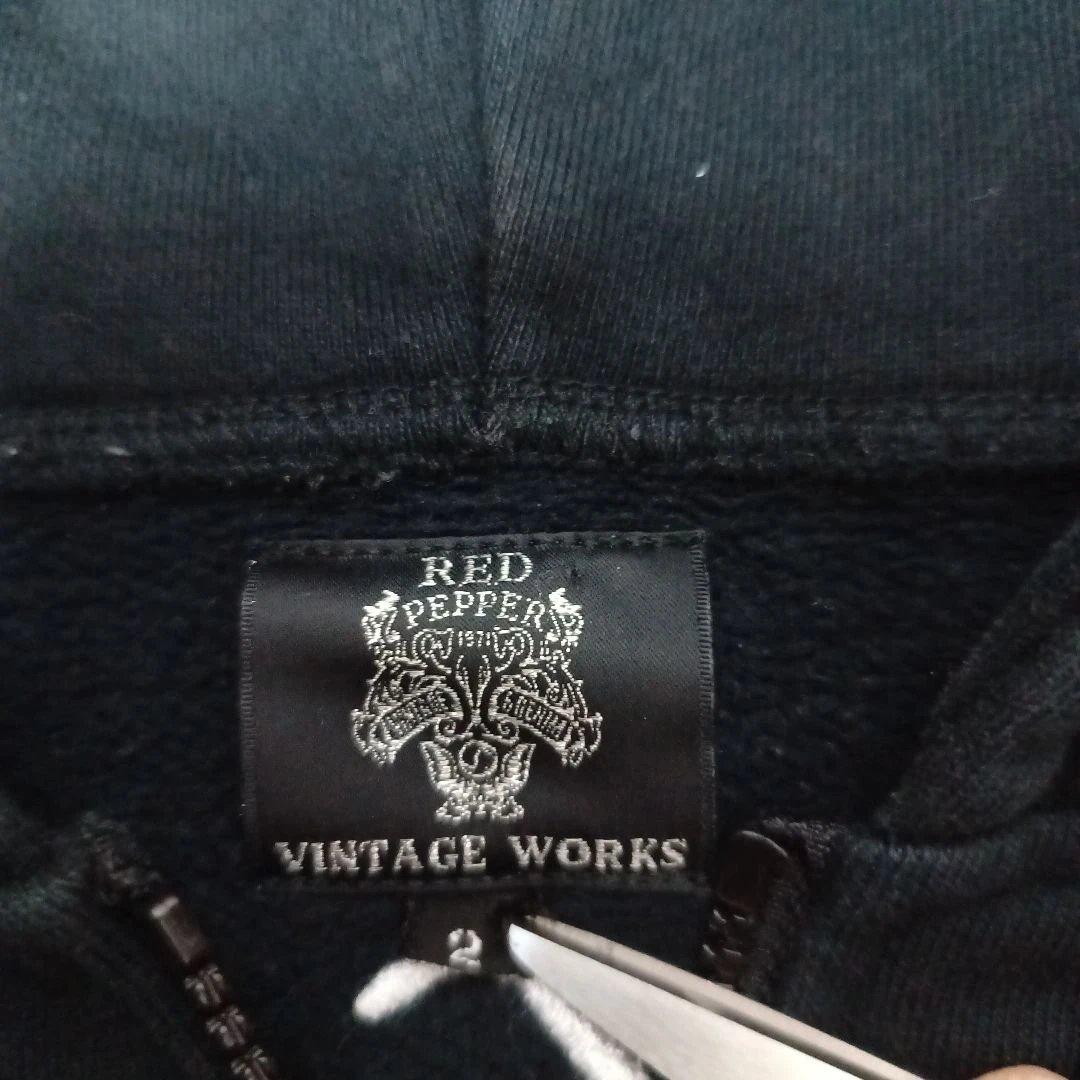 RED
PEPPER
1971
VINTAGE WORKS
2